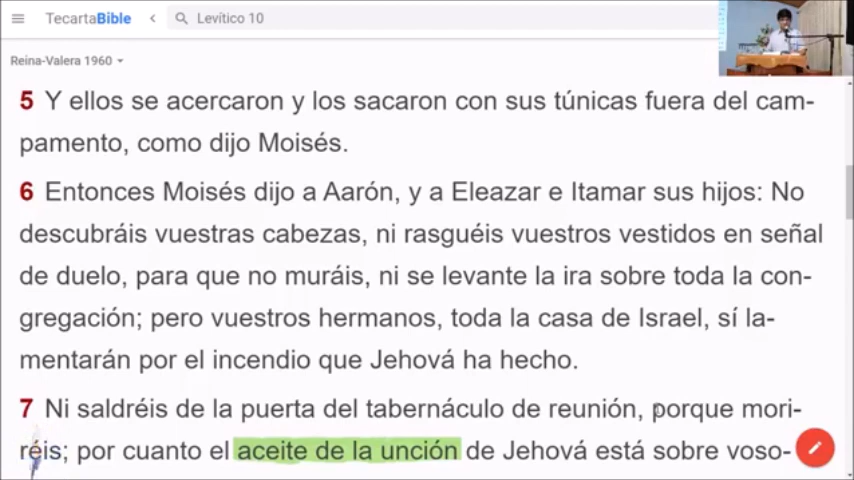 TecartaBible
Levítico 10
Reina-Valera 1960
5 Y ellos se acercaron y los sacaron con sus túnicas fuera del cam-
pamento, como dijo Moisés.
6 Entonces Moisés dijo a Aarón, y a Eleazar e Itamar sus hijos: No
descubráis vuestras cabezas, ni rasguéis vuestros vestidos en señal
de duelo, para que no muráis, ni se levante la ira sobre toda la con-
gregación; pero vuestros hermanos, toda la casa de Israel, sí la-
mentarán por el incendio que Jehová ha hecho.
7 Ni saldréis de la puerta del tabernáculo de reunión, porque mori-
réis; por cuanto el aceite de la unción de Jehová está sobre voso-